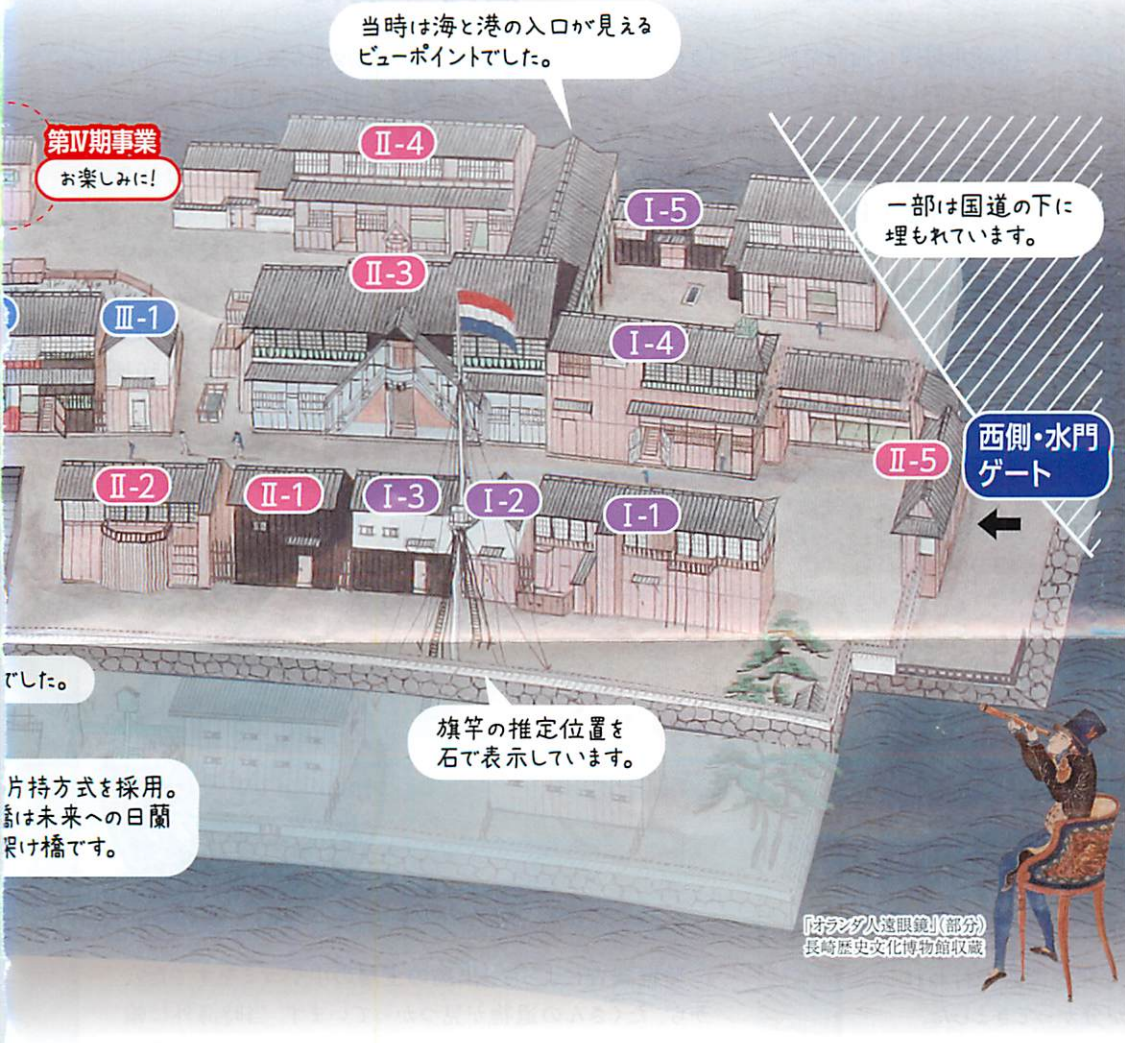 当時は海と港の入口が見える
ビューポイントでした。
第Ⅳ期事業
お楽しみに!
Ⅱ-4
Ⅰ-5
一部は国道の下に
埋もれています。
Ⅱ-3
Ⅲ-1
Ⅰ-4
西側・水門
ゲート
Ⅱ-5
Ⅱ-2
Ⅱ-1
Ⅰ-3
Ⅰ-2
Ⅰ-1
でした。
旗竿の推定位置を
石で表示しています。
片持方式を採用。
橋は未来への日蘭
架け橋です。
「オランダ人遠眼鏡」(部分)
長崎歴史文化博物館収蔵